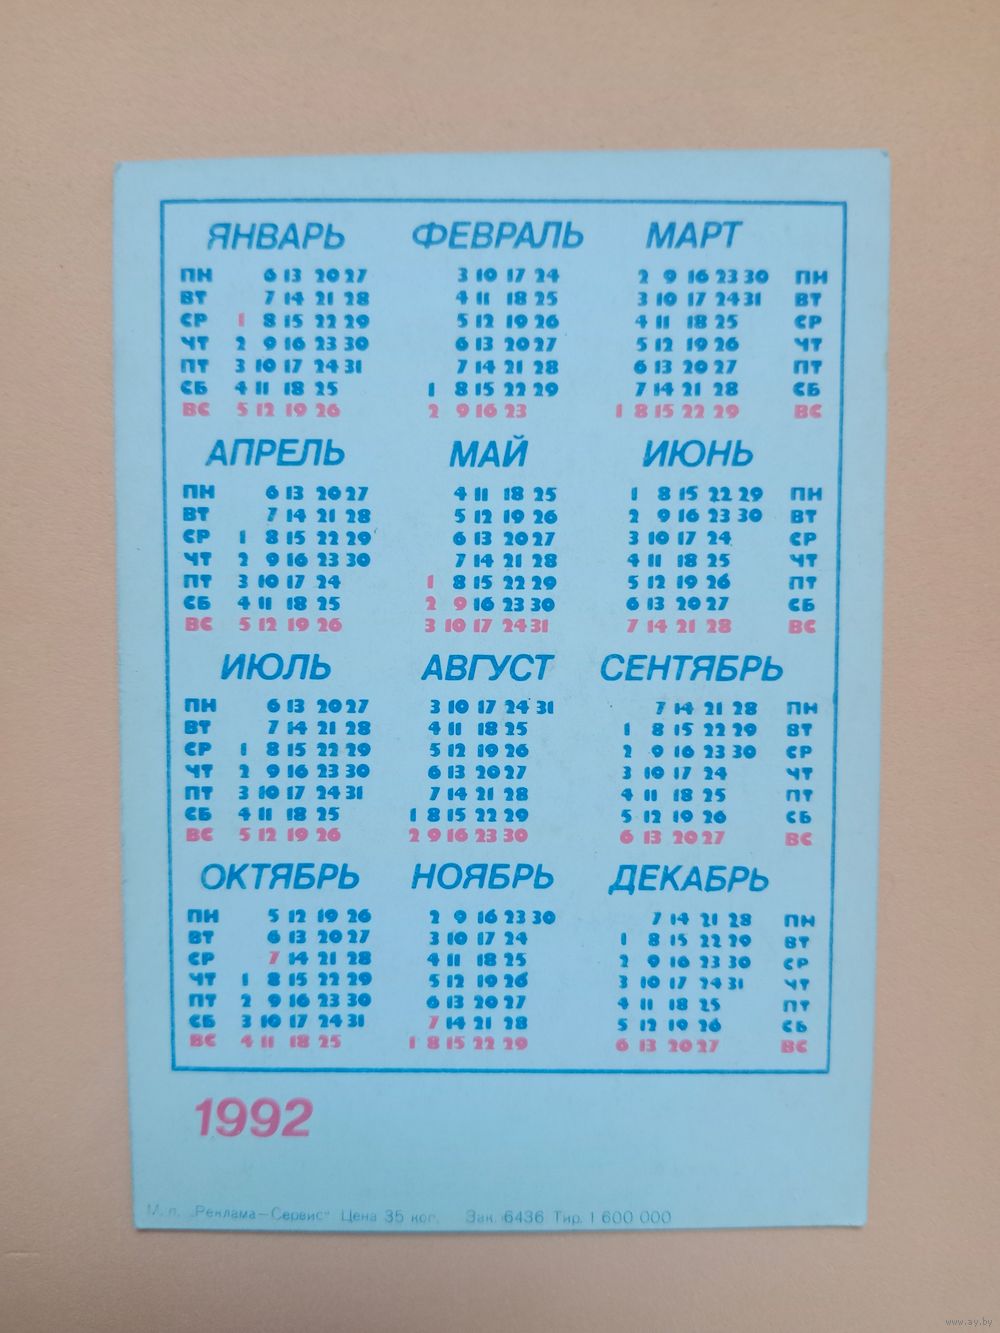 ЯНВАРЬ ФЕВРАЛЬ МАРТ
ПН 6 13 20 27 3 10 17 24 2 9 16 23 30 ПН
ВТ 7 14 21 28 4 11 18 25 3 10 17 24 31 ВТ
СР 1 8 15 22 29 5 12 19 26 4 11 18 25 СР
ЧТ 2 9 16 23 30 6 13 20 27 5 12 19 26 ЧТ
ПТ 3 10 17 24 31 7 14 21 28 6 13 20 27 ПТ
СБ 4 11 18 25 1 8 15 22 29 7 14 21 28 СБ
ВС 5 12 19 26 2 9 16 23 1 8 15 22 29 ВС
АПРЕЛЬ МАЙ ИЮНЬ
ПН 6 13 20 27 4 11 18 25 1 8 15 22 29 ПН
ВТ 7 14 21 28 5 12 19 26 2 9 16 23 30 ВТ
СР 1 8 15 22 29 6 13 20 27 3 10 17 24 СР
ЧТ 2 9 16 23 30 7 14 21 28 4 11 18 25 ЧТ
ПТ 3 10 17 24 1 8 15 22 29 5 12 19 26 ПТ
СБ 4 11 18 25 2 9 16 23 30 6 13 20 27 СБ
ВС 5 12 19 26 3 10 17 24 31 7 14 21 28 ВС
ИЮЛЬ АВГУСТ СЕНТЯБРЬ
ПН 6 13 20 27 3 10 17 24 31 7 14 21 28 ПН
ВТ 7 14 21 28 4 11 18 25 1 8 15 22 29 ВТ
СР 1 8 15 22 29 5 12 19 26 2 9 16 23 30 СР
ЧТ 2 9 16 23 30 6 13 20 27 3 10 17 24 ЧТ
ПТ 3 10 17 24 31 7 14 21 28 4 11 18 25 ПТ
СБ 4 11 18 25 1 8 15 22 29 5 12 19 26 СБ
ВС 5 12 19 26 2 9 16 23 30 6 13 20 27 ВС
ОКТЯБРЬ НОЯБРЬ ДЕКАБРЬ
ПН 5 12 19 26 2 9 16 23 30 7 14 21 28 ПН
ВТ 6 13 20 27 3 10 17 24 1 8 15 22 29 ВТ
СР 7 14 21 28 4 11 18 25 2 9 16 23 30 СР
ЧТ 1 8 15 22 29 5 12 19 26 3 10 17 24 31 ЧТ
ПТ 2 9 16 23 30 6 13 20 27 4 11 18 25 ПТ
СБ 3 10 17 24 31 7 14 21 28 5 12 19 26 СБ
ВС 4 11 18 25 1 8 15 22 29 6 13 20 27 ВС
1992
М. п. „Реклама—Сервис" Цена 35 коп. Зак. 6436 Тир. 1 600 000
www.ay.by